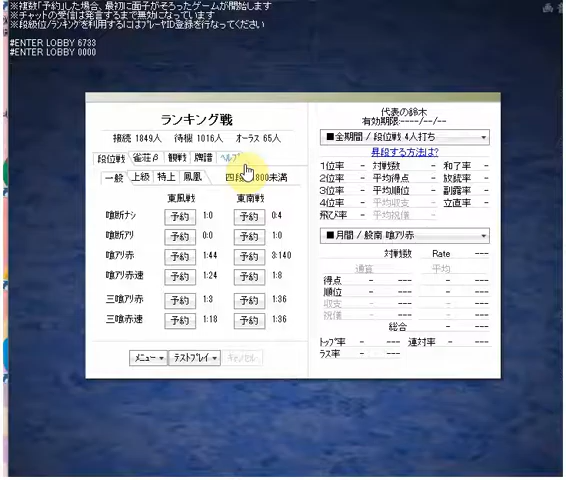 ※複数「予約」した場合、最初に面子がそろったゲームが開始します
※チャットの受信は発言するまで無効になっています
※段級位/ランキングを利用するにはプレーヤID登録を行なってください
#ENTER LOBBY 6733
#ENTER LOBBY 0000
ランキング戦
接続 1849人 待機 1016人 オーラス 65人
段位戦 雀荘β 観戦 牌譜 ヘルプ
一般 上級 特上 鳳凰 四段 800未満
東風戦 東南戦
喰断ナシ 予約 1:0 予約 0:4
喰断アリ 予約 0:0 予約 1:0
喰アリ赤 予約 1:44 予約 3:140
喰アリ赤速 予約 1:24 予約 1:8
三喰アリ赤 予約 1:3 予約 1:36
三喰赤速 予約 1:18 予約 1:36
メニュー テストプレイ キャンセル
代表の鈴木
有効期限:----/--/--
■全期間 / 段位戦 4人打ち
昇段する方法は?
1位率 - 対戦数 - 和了率 -
2位率 - 平均得点 - 放銃率 -
3位率 - 平均順位 - 副露率 -
4位率 - 平均収支 - 立直率 -
飛び率 - 平均祝儀 -
■月間 / 般南 喰アリ赤
対戦数 Rate ---
通算 平均
得点 - --- - ---
順位 - --- - ---
収支 - --- - ---
祝儀 - --- - ---
総合 - ---
トップ率 - --- 連対率 - ---
ラス率 - ---